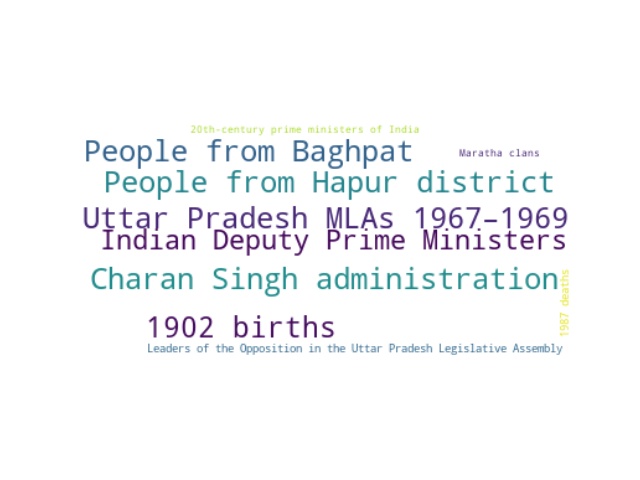 20th-century prime ministers of India
People from Baghpat
Maratha clans
People from Hapur district
Uttar Pradesh MLAs 1967–1969
Indian Deputy Prime Ministers
Charan Singh administration
1987 deaths
1902 births
Leaders of the Opposition in the Uttar Pradesh Legislative Assembly